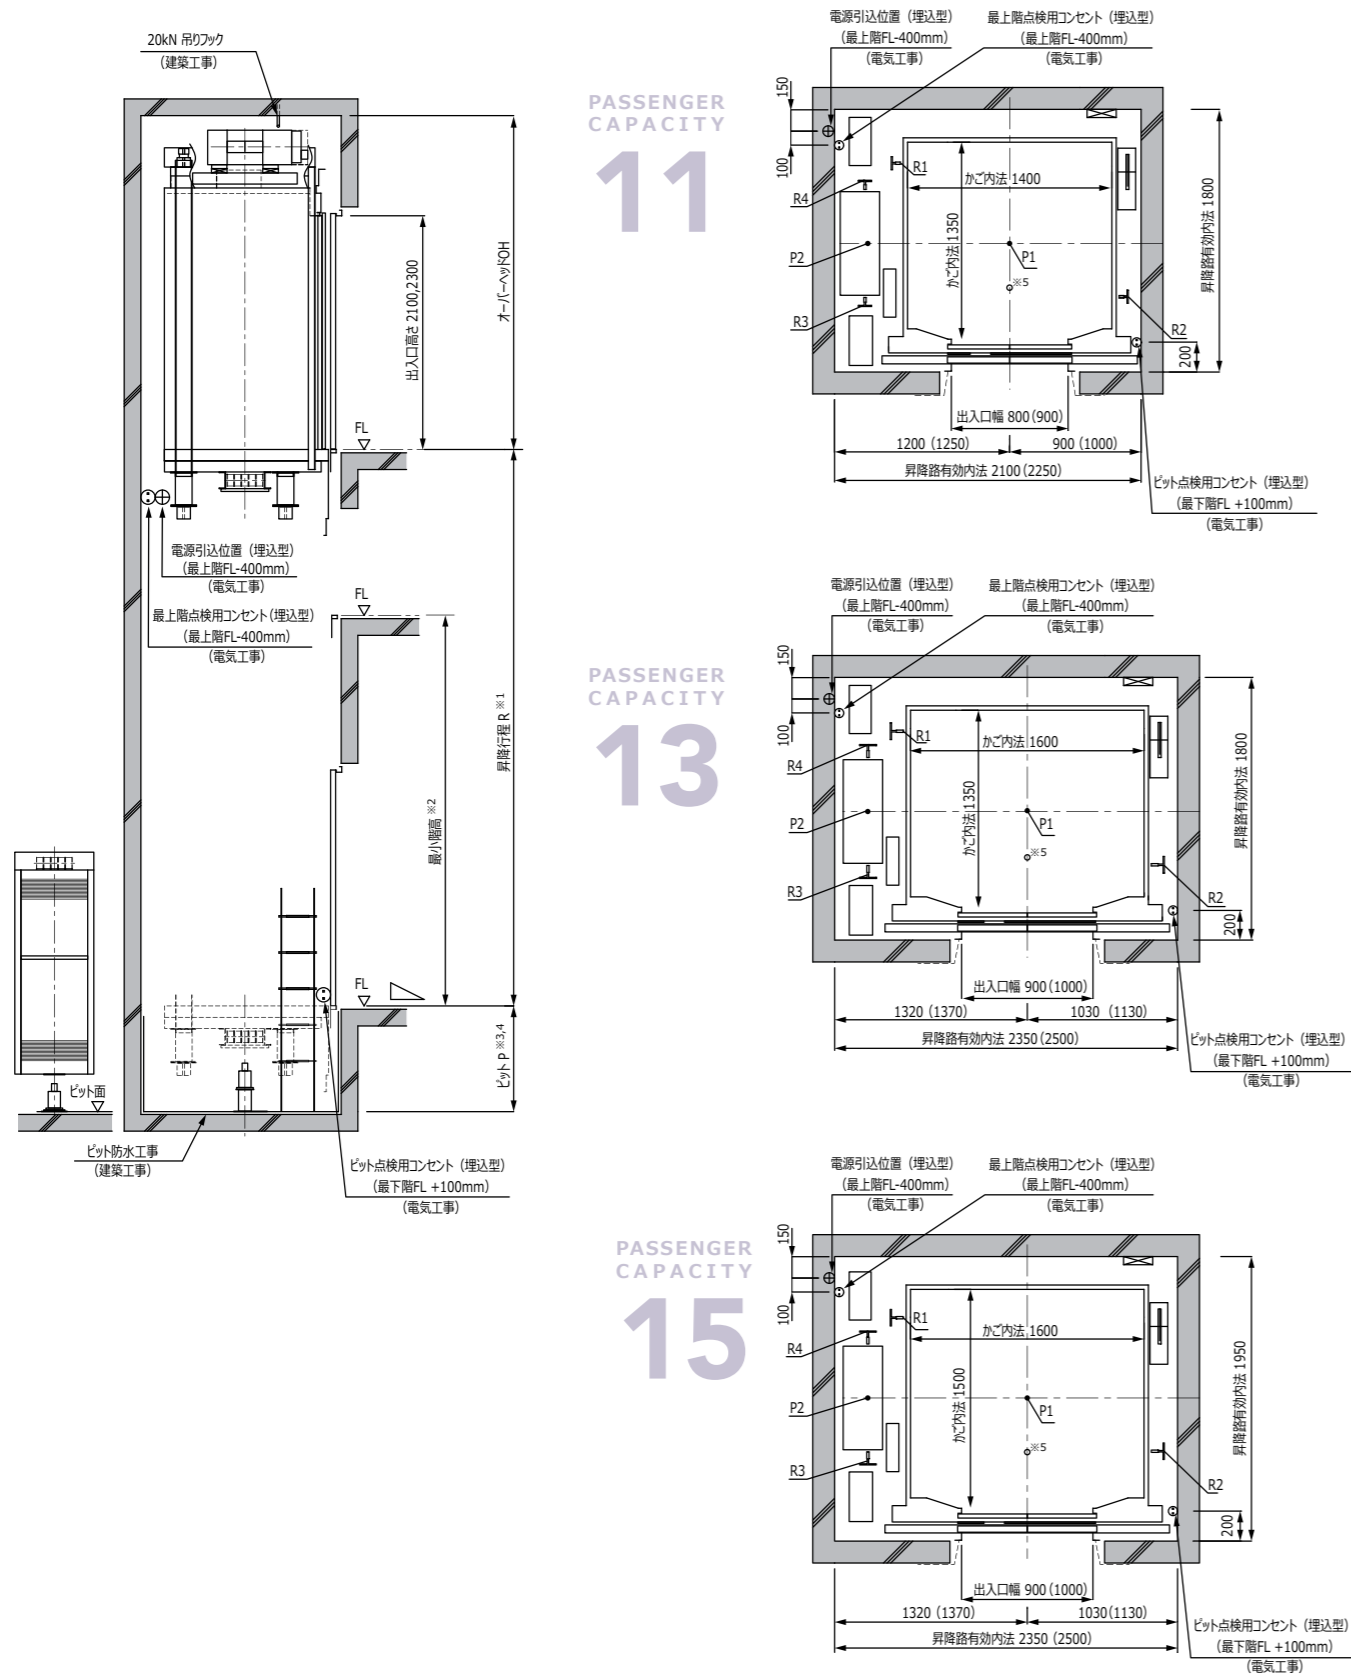 20kN 吊りフック
(建築工事)
オーバーヘッドOH
出入口高さ 2100,2300
FL
電源引込位置 (埋込型)
(最上階FL-400mm)
(電気工事)
最上階点検用コンセント(埋込型)
(最上階FL-400mm)
(電気工事)
FL
昇降行程 R ※1
最小階高 ※2
FL
ピット P ※3,4
ピット面
ピット防水工事
(建築工事)
ピット点検用コンセント (埋込型)
(最下階FL +100mm)
(電気工事)
PASSENGER
CAPACITY
11
電源引込位置 (埋込型)
(最上階FL-400mm)
(電気工事)
最上階点検用コンセント (埋込型)
(最上階FL-400mm)
(電気工事)
150
100
R1
かご内法 1400
R4
かご内法 1350
P2
P1
※5
R3
R2
200
昇降路有効内法 1800
出入口幅 800 (900)
1200 (1250)
900 (1000)
昇降路有効内法 2100 (2250)
ピット点検用コンセント (埋込型)
(最下階FL +100mm)
(電気工事)
PASSENGER
CAPACITY
13
電源引込位置 (埋込型)
(最上階FL-400mm)
(電気工事)
最上階点検用コンセント (埋込型)
(最上階FL-400mm)
(電気工事)
150
100
R1
かご内法 1600
R4
かご内法 1350
P2
P1
※5
R3
R2
200
昇降路有効内法 1800
出入口幅 900 (1000)
1320 (1370)
1030 (1130)
昇降路有効内法 2350 (2500)
ピット点検用コンセント (埋込型)
(最下階FL +100mm)
(電気工事)
PASSENGER
CAPACITY
15
電源引込位置 (埋込型)
(最上階FL-400mm)
(電気工事)
最上階点検用コンセント (埋込型)
(最上階FL-400mm)
(電気工事)
150
100
R1
かご内法 1600
R4
かご内法 1500
P2
P1
※5
R3
R2
200
昇降路有効内法 1950
出入口幅 900 (1000)
1320 (1370)
1030 (1130)
昇降路有効内法 2350 (2500)
ピット点検用コンセント (埋込型)
(最下階FL +100mm)
(電気工事)